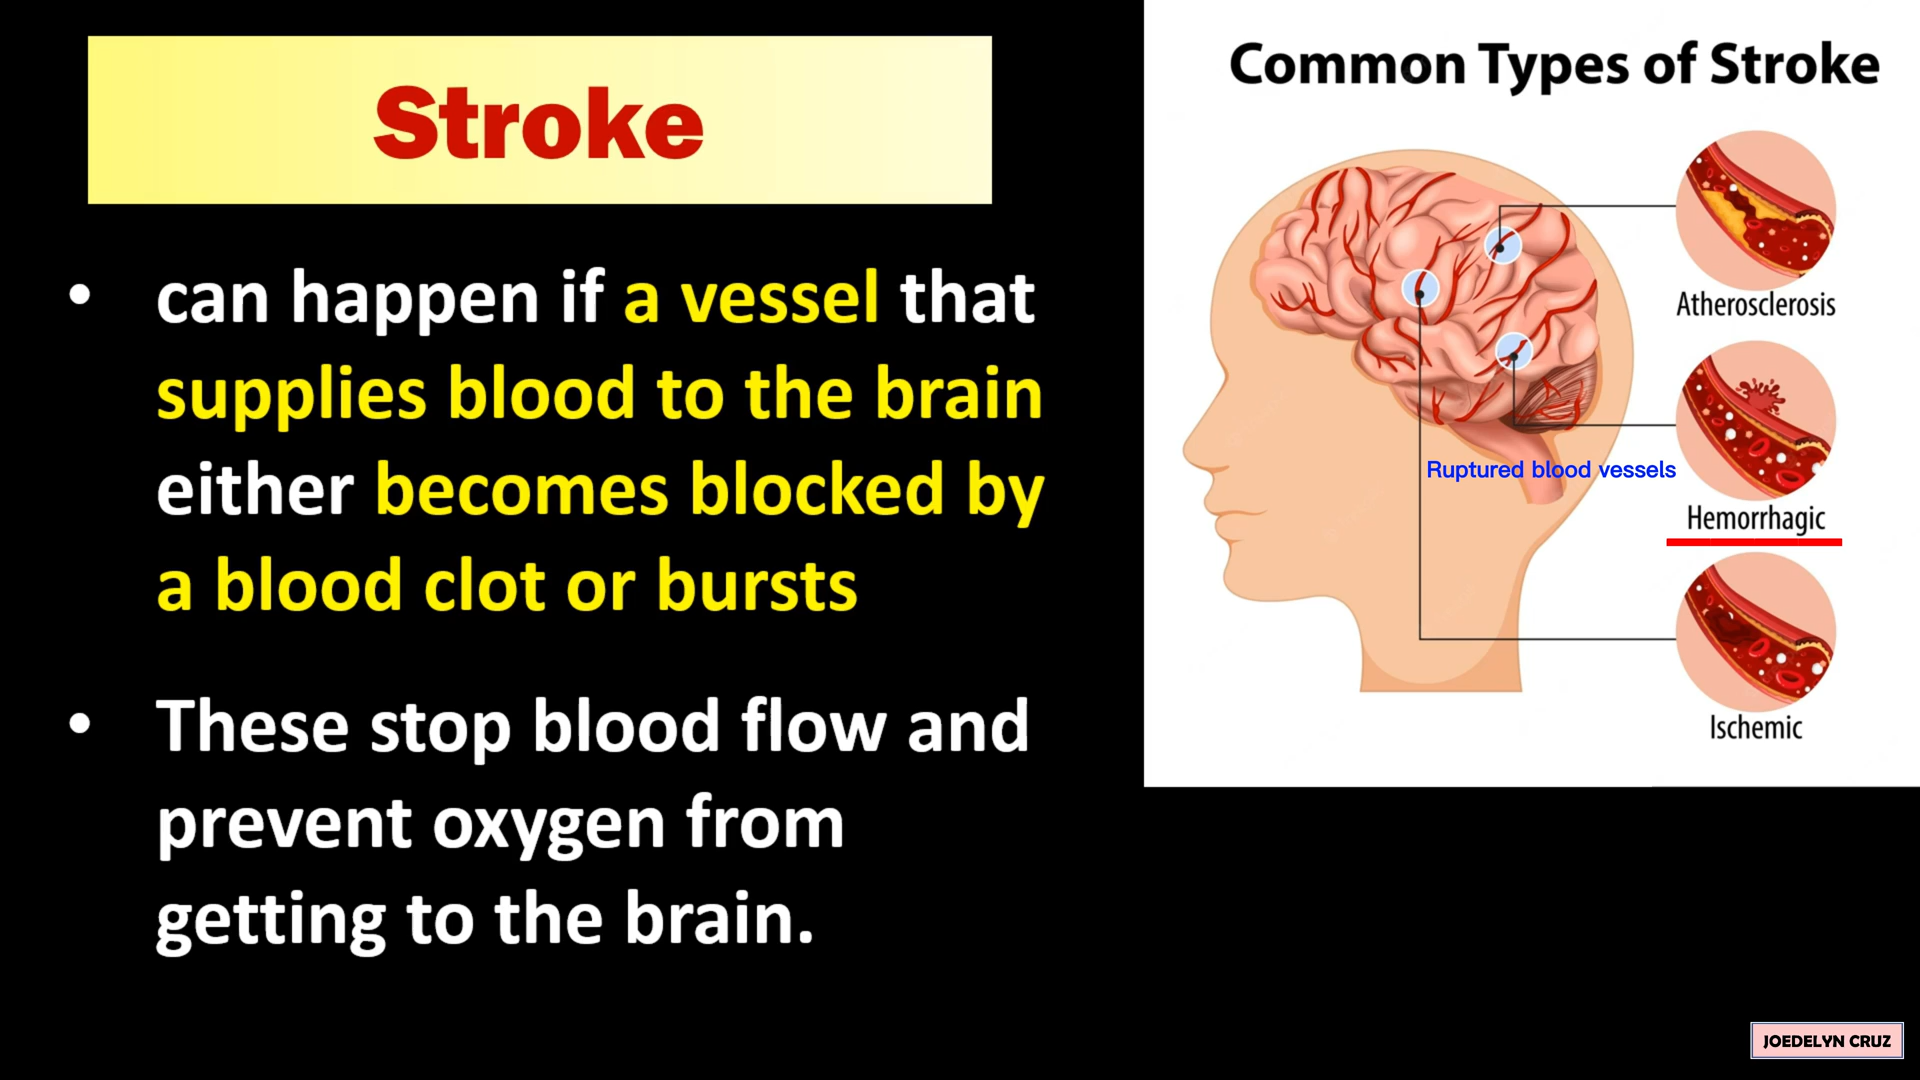 Stroke
• can happen if a vessel that
supplies blood to the brain
either becomes blocked by
a blood clot or bursts
• These stop blood flow and
prevent oxygen from
getting to the brain.
Common Types of Stroke
Atherosclerosis
Ruptured blood vessels
Hemorrhagic
Ischemic
JOEDELYN CRUZ